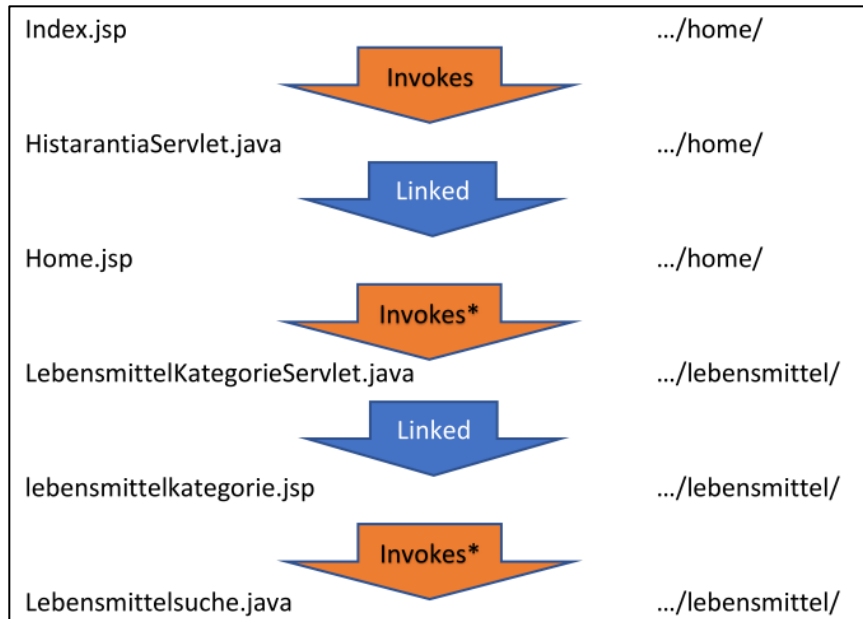 Index.jsp …/home/
Invokes
HistarantiaServlet.java …/home/
Linked
Home.jsp …/home/
Invokes*
LebensmittelKategorieServlet.java …/lebensmittel/
Linked
lebensmittelkategorie.jsp …/lebensmittel/
Invokes*
Lebensmittelsuche.java …/lebensmittel/